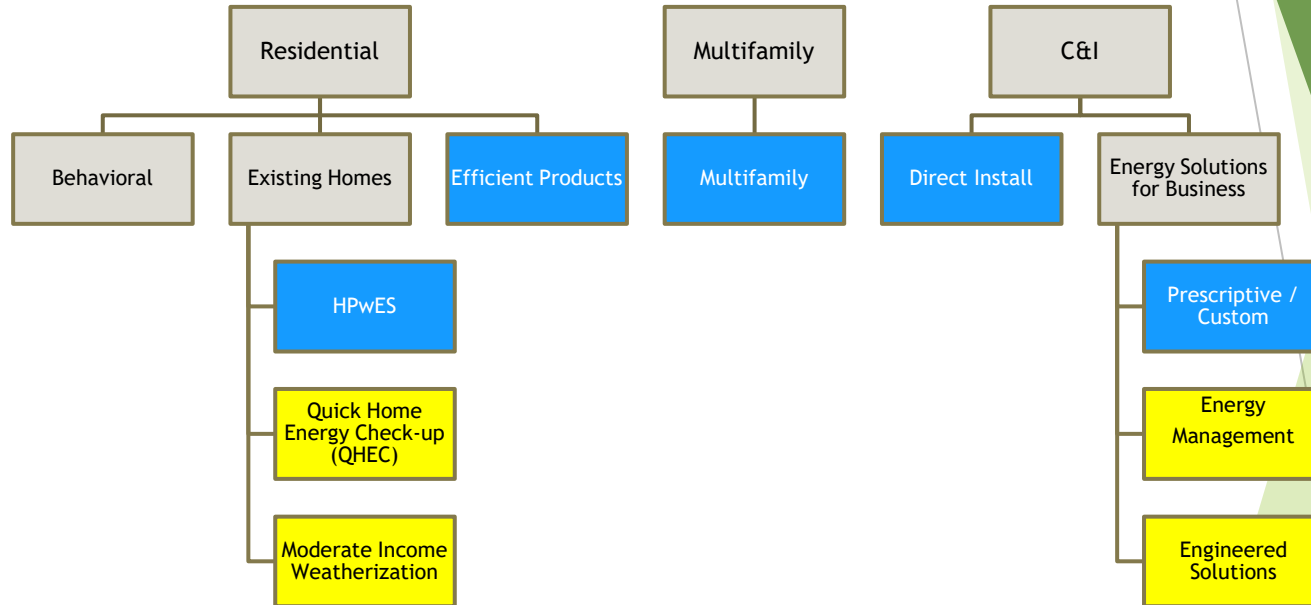 Residential
Multifamily
C&I
Behavioral
Existing Homes
Efficient Products
Multifamily
Direct Install
Energy Solutions
for Business
HPwES
Prescriptive /
Custom
Quick Home
Energy Check-up
(QHEC)
Energy
Management
Moderate Income
Weatherization
Engineered
Solutions